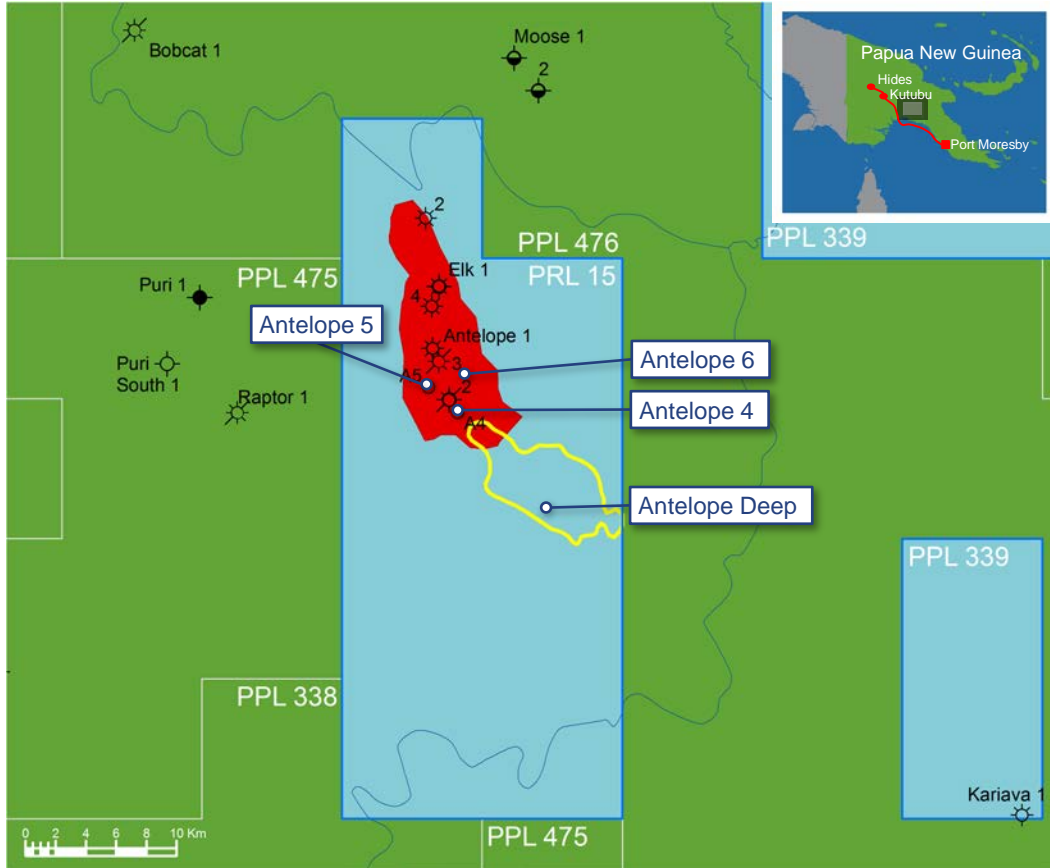 Bobcat 1
Moose 1
2
Papua New Guinea
Hides
Kutubu
Port Moresby
2
PPL 476
PPL 339
PPL 475
Elk 1
PRL 15
Puri 1
4
Antelope 5
Antelope 1
Puri
South 1
3
Antelope 6
A5
2
Raptor 1
Antelope 4
A4
Antelope Deep
PPL 339
PPL 338
Kariava 1
0 2 4 6 8 10 Km
PPL 475